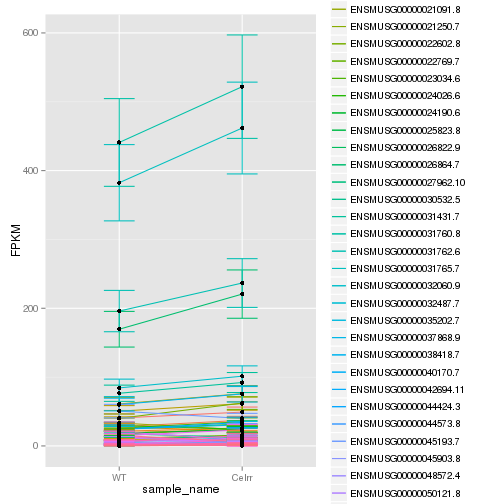 FPKM
600
400
200
0
WT
Celrr
sample_name
ENSMUSG00000021091.8
ENSMUSG00000021250.7
ENSMUSG00000022602.8
ENSMUSG00000022769.7
ENSMUSG00000023034.6
ENSMUSG00000024026.6
ENSMUSG00000024190.6
ENSMUSG00000025823.8
ENSMUSG00000026822.9
ENSMUSG00000026864.7
ENSMUSG00000027962.10
ENSMUSG00000030532.5
ENSMUSG00000031431.7
ENSMUSG00000031760.8
ENSMUSG00000031762.6
ENSMUSG00000031765.7
ENSMUSG00000032060.9
ENSMUSG00000032487.7
ENSMUSG00000035202.7
ENSMUSG00000037868.9
ENSMUSG00000038418.7
ENSMUSG00000040170.7
ENSMUSG00000042694.11
ENSMUSG00000044424.3
ENSMUSG00000044573.8
ENSMUSG00000045193.7
ENSMUSG00000045903.8
ENSMUSG00000048572.4
ENSMUSG00000050121.8